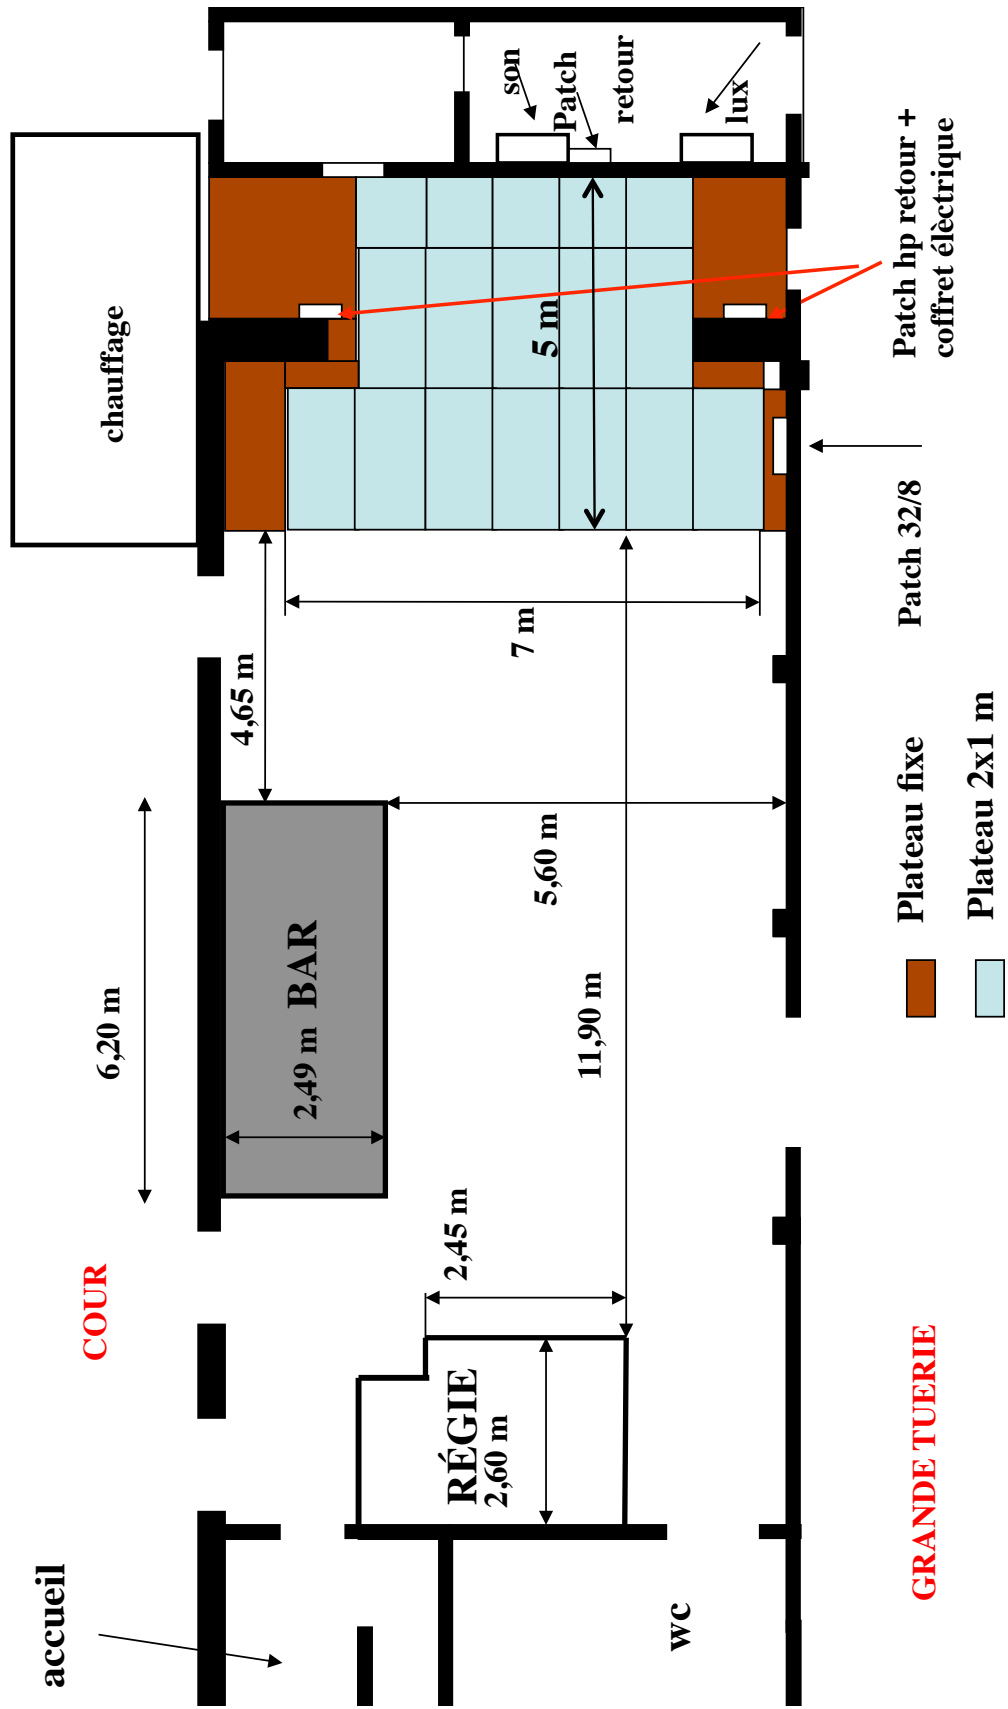 accueil
COUR
6,20 m
chauffage
RÉGIE
2,60 m
2,45 m
2,49 m BAR
4,65 m
5,60 m
11,90 m
7 m
5 m
son
Patch
retour
lux
wc
GRANDE TUERIE
Plateau fixe
Plateau 2x1 m
Patch 32/8
Patch hp retour +
coffret élèctrique